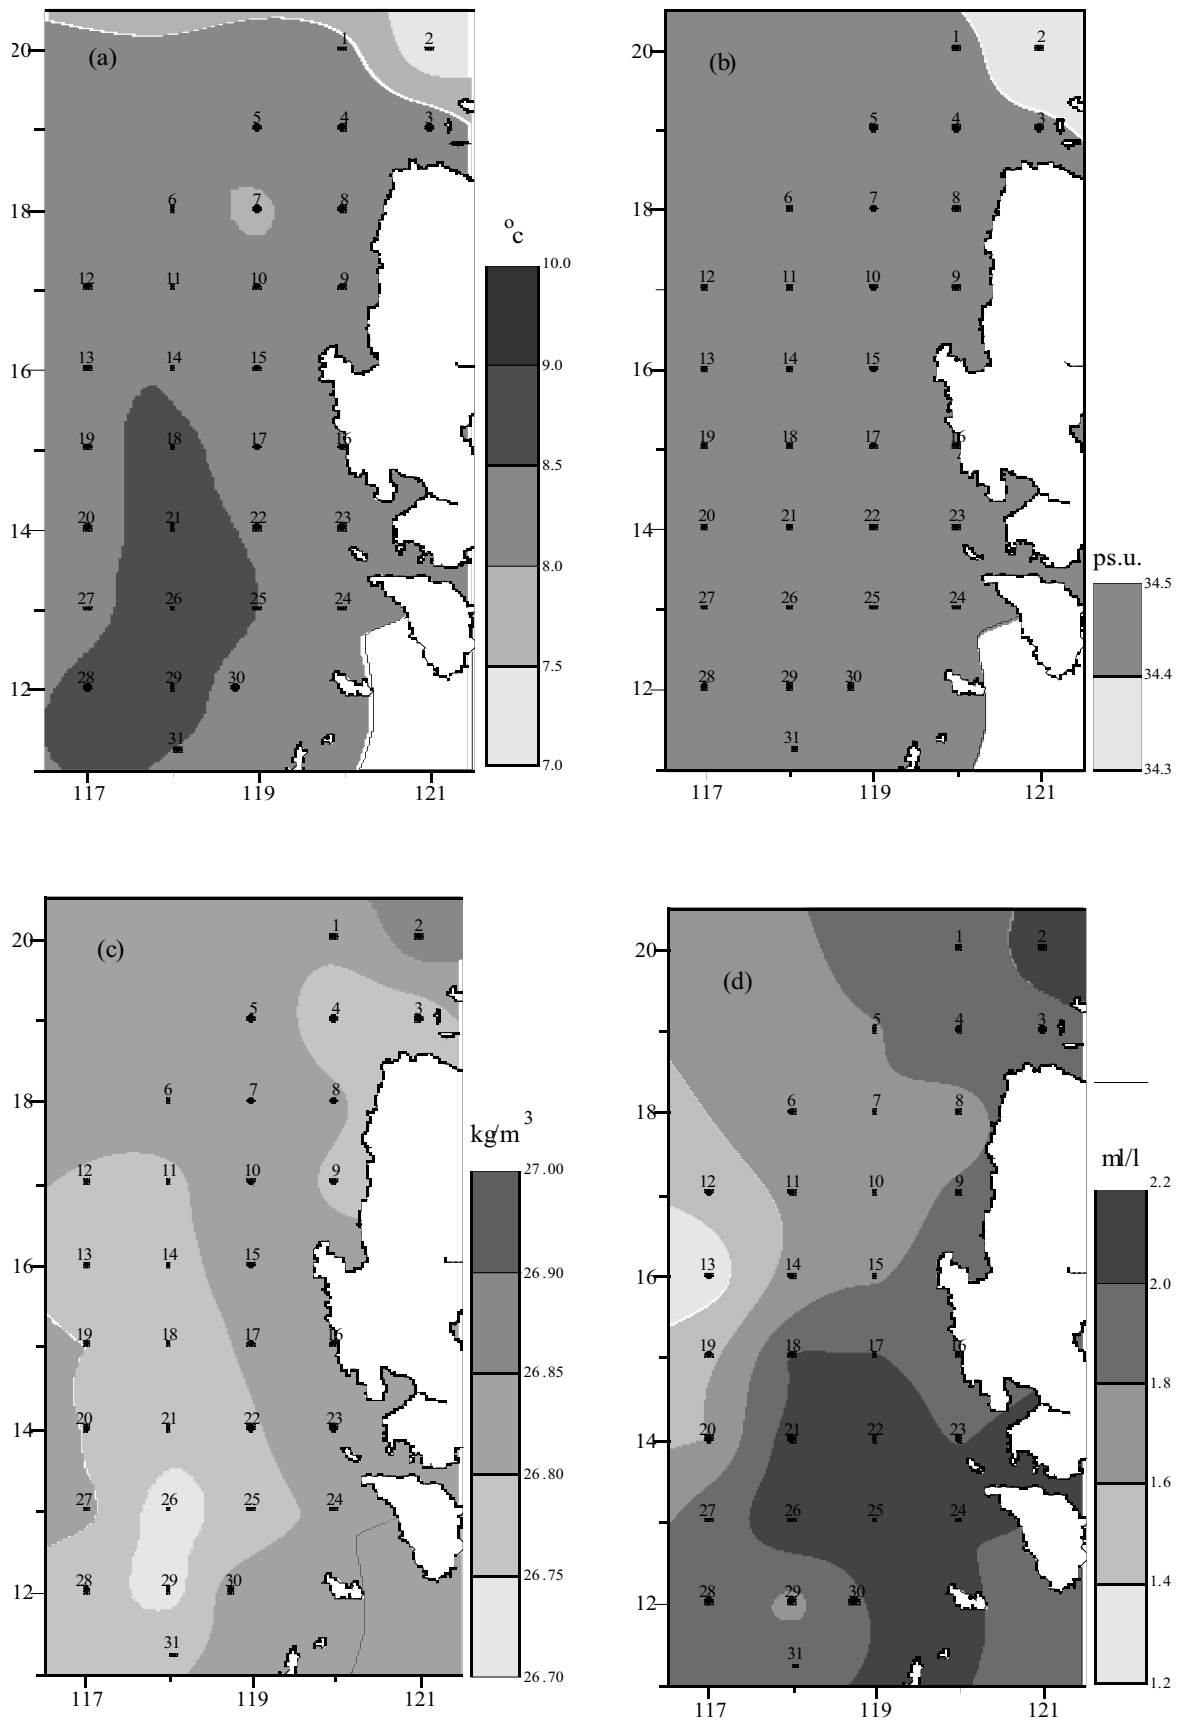 (a)
1 2
20
5 4 3
6 7 8
18
12 11 10 9
13 14 15
16
19 18 17 16
20 21 22 23
14
27 26 25 24
28 29 30
12
31
117 119 121
°c
10.0
9.0
8.5
8.0
7.5
7.0
(b)
1 2
20
5 4 3
6 7 8
18
12 11 10 9
13 14 15
16
19 18 17 16
20 21 22 23
14
27 26 25 24
28 29 30
12
31
117 119 121
ps.u.
34.5
34.4
34.3
(c)
1 2
20
5 4 3
6 7 8
18
12 11 10 9
13 14 15
16
19 18 17 16
20 21 22 23
14
27 26 25 24
28 29 30
12
31
117 119 121
kg/m³
27.00
26.90
26.85
26.80
26.75
26.70
(d)
1 2
20
5 4 3
6 7 8
18
12 11 10 9
13 14 15
16
19 18 17 16
20 21 22 23
14
27 26 25 24
28 29 30
12
31
117 119 121
ml/l
2.2
2.0
1.8
1.6
1.4
1.2